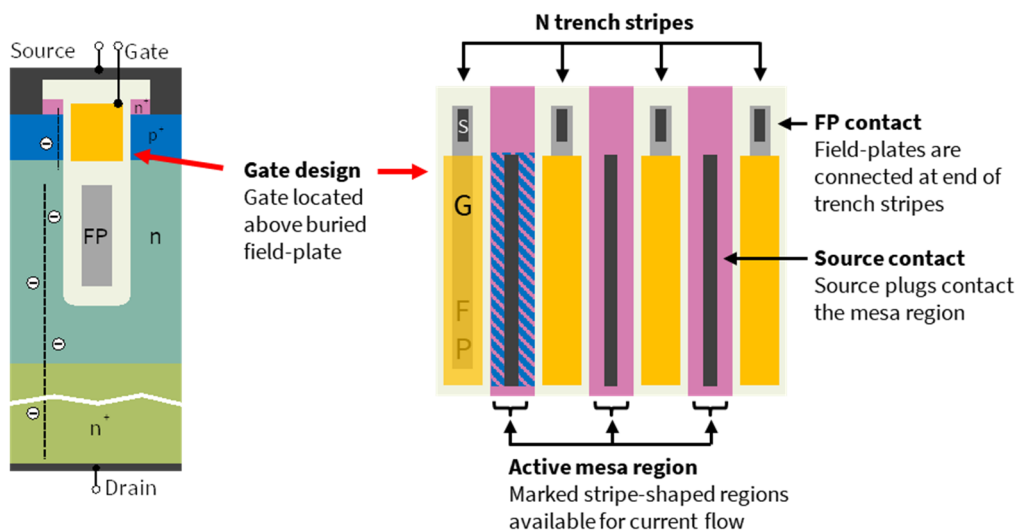 N trench stripes
Source
Gate
n+
p-
FP
n
n+
Drain
Gate design
Gate located
above buried
field-plate
S
G
F
P
FP contact
Field-plates are
connected at end of
trench stripes
Source contact
Source plugs contact
the mesa region
Active mesa region
Marked stripe-shaped regions
available for current flow